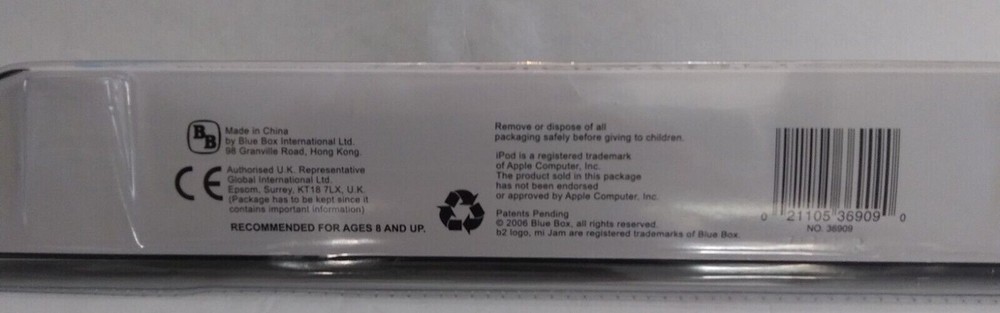 BB
Made in China
by Blue Box International Ltd.
98 Granville Road, Hong Kong.
CE
Authorised U.K. Representative
Global International Ltd.
Epsom, Surrey, KT18 7LX, U.K.
(Package has to be kept since it
contains important information)
RECOMMENDED FOR AGES 8 AND UP.
Remove or dispose of all
packaging safely before giving to children.
iPod is a registered trademark
of Apple Computer, Inc.
The product sold in this package
has not been endorsed
or approved by Apple Computer, Inc.
Patents Pending
© 2006 Blue Box, all rights reserved.
b2 logo, mi Jam are registered trademarks of Blue Box.
0 21105 36909 0
NO. 36909